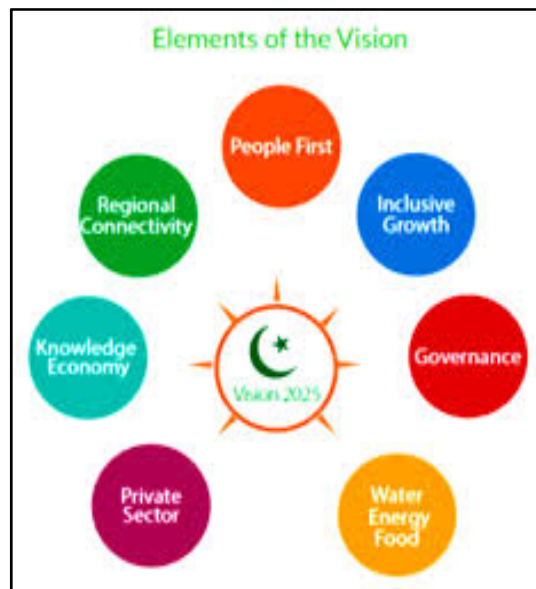 Elements of the Vision
People First
Inclusive
Growth
Governance
Water
Energy
Food
Private
Sector
Knowledge
Economy
Regional
Connectivity
Vision 2025